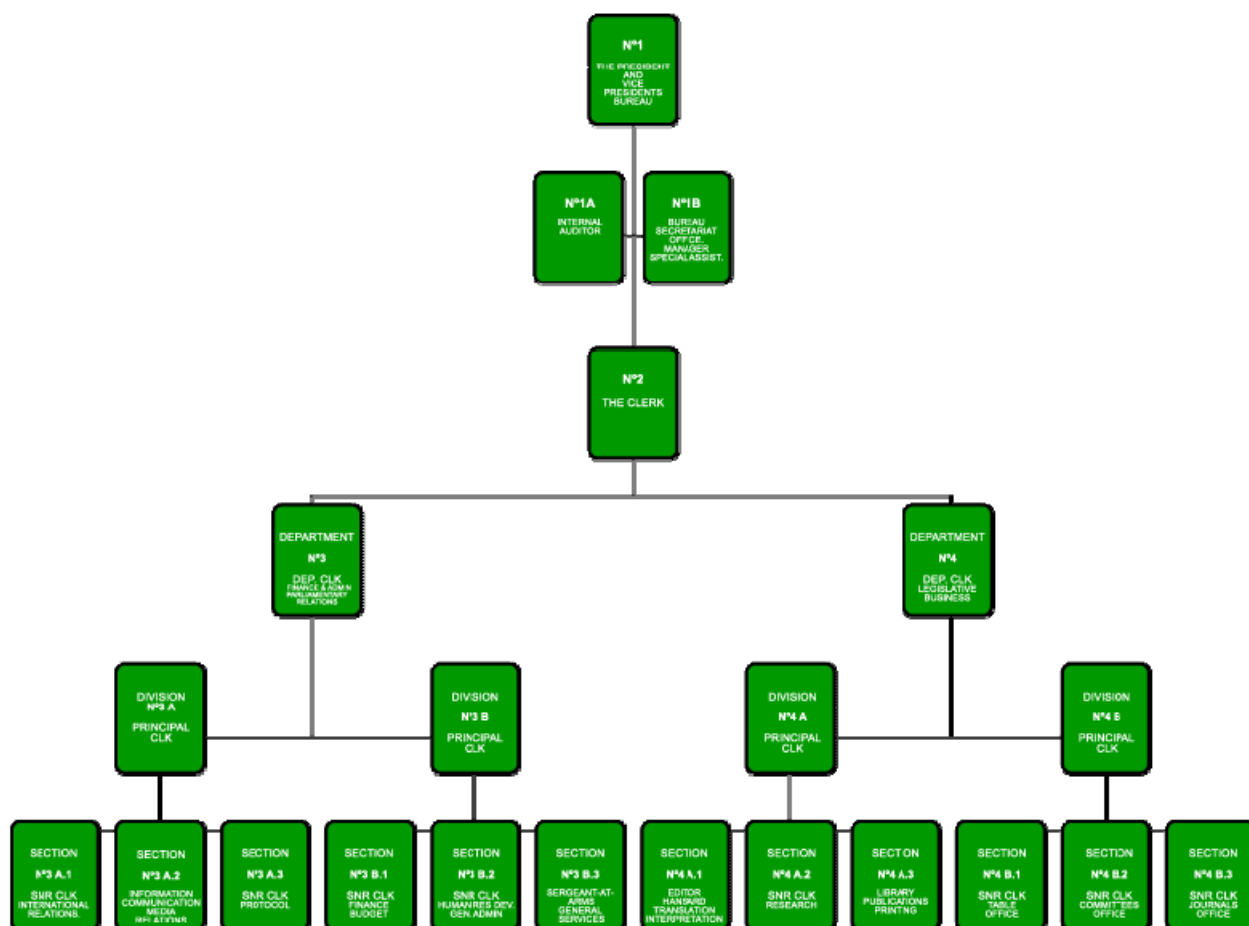 Nº1
THE PRESIDENT
AND
VICE
PRESIDENTS
BUREAU
Nº1A
INTERNAL
AUDITOR
Nº1B
BUREAU
SECRETARIAT
OFFICE.
MANAGER
SPECIALASSIST.
Nº2
THE CLERK
DEPARTMENT
Nº3
DEP. CLK
FINANCE & ADMIN
PARLIAMENTARY
RELATIONS
DEPARTMENT
Nº4
DEP. CLK
LEGISLATIVE
BUSINESS
DIVISION
Nº3 A
PRINCIPAL
CLK
DIVISION
Nº3 B
PRINCIPAL
CLK
DIVISION
Nº4 A
PRINCIPAL
CLK
DIVISION
Nº4 B
PRINCIPAL
CLK
SECTION
Nº3 A.1
SNR CLK
INTERNATIONAL
RELATIONS.
SECTION
Nº3 A.2
INFORMATION
COMMUNICATION
MEDIA
RELATIONS
SECTION
Nº3 A.3
SNR CLK
PROTOCOL
SECTION
Nº3 B.1
SNR CLK
FINANCE
BUDGET
SECTION
Nº3 B.2
SNR CLK
HUMAN RES DEV.
GEN.ADMIN
SECTION
Nº3 B.3
SERGEANT-AT-
ARMS
GENERAL
SERVICES
SECTION
Nº4 A.1
EDITOR
HANSARD
TRANSLATION
INTERPRETATION
SECTION
Nº4 A.2
SNR CLK
RESEARCH
SECTION
Nº4 A.3
LIBRARY
PUBLICATIONS
PRINTING
SECTION
Nº4 B.1
SNR CLK
TABLE
OFFICE
SECTION
Nº4 B.2
SNR CLK
COMMITTEES
OFFICE
SECTION
Nº4 B.3
SNR CLK
JOURNALS
OFFICE